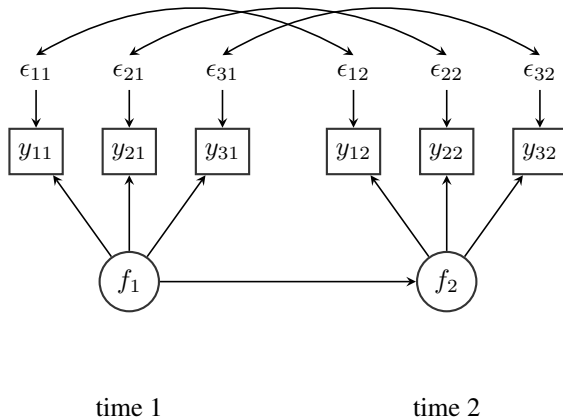 ϵ₁₁ ϵ₂₁ ϵ₃₁ ϵ₁₂ ϵ₂₂ ϵ₃₂
y₁₁ y₂₁ y₃₁ y₁₂ y₂₂ y₃₂
f₁ f₂
time 1 time 2